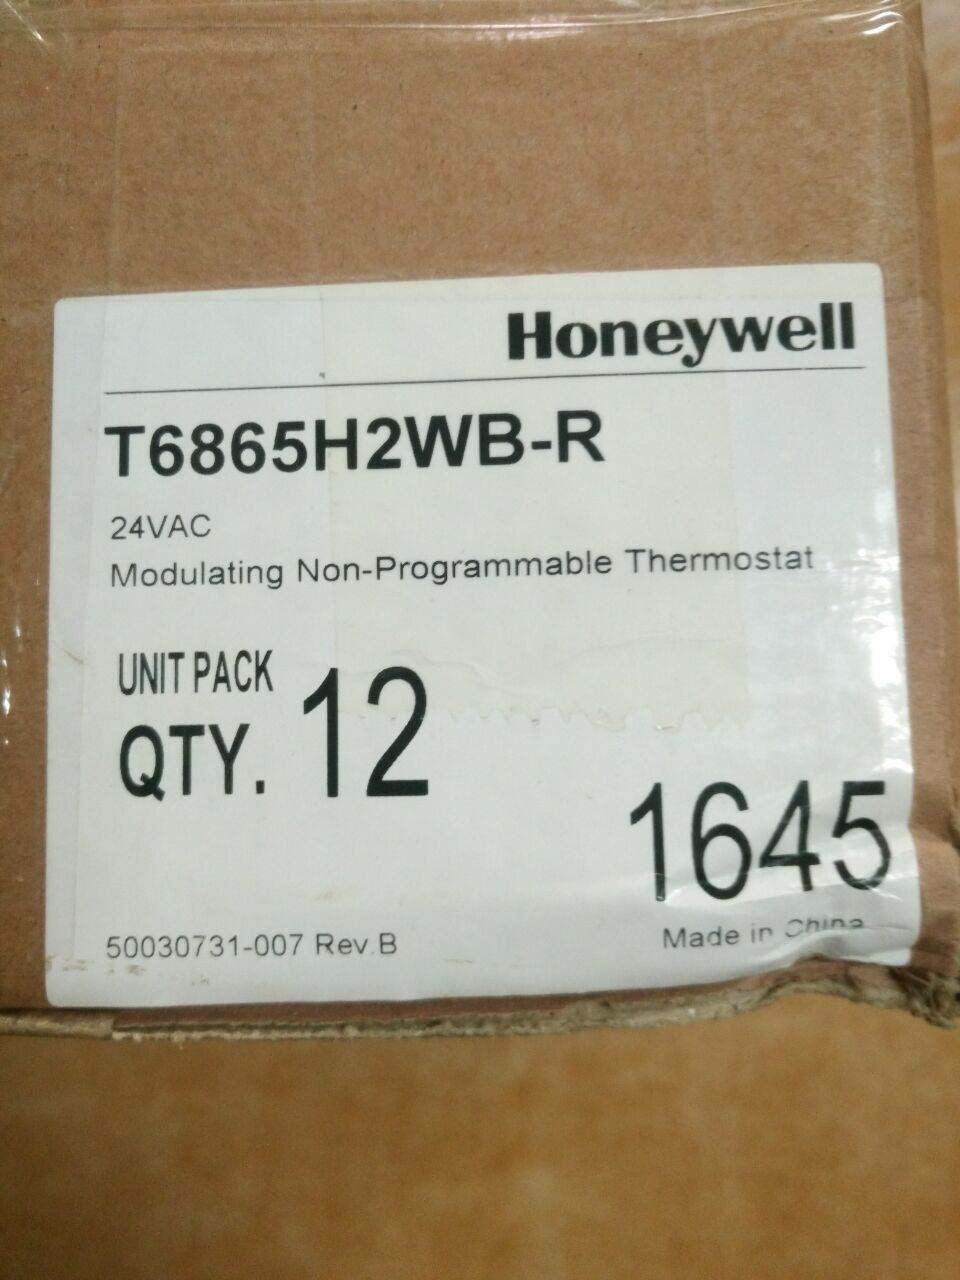 Honeywell
T6865H2WB-R
24VAC
Modulating Non-Programmable Thermostat
UNIT PACK
QTY. 12
1645
50030731-007 Rev.B
Made in China